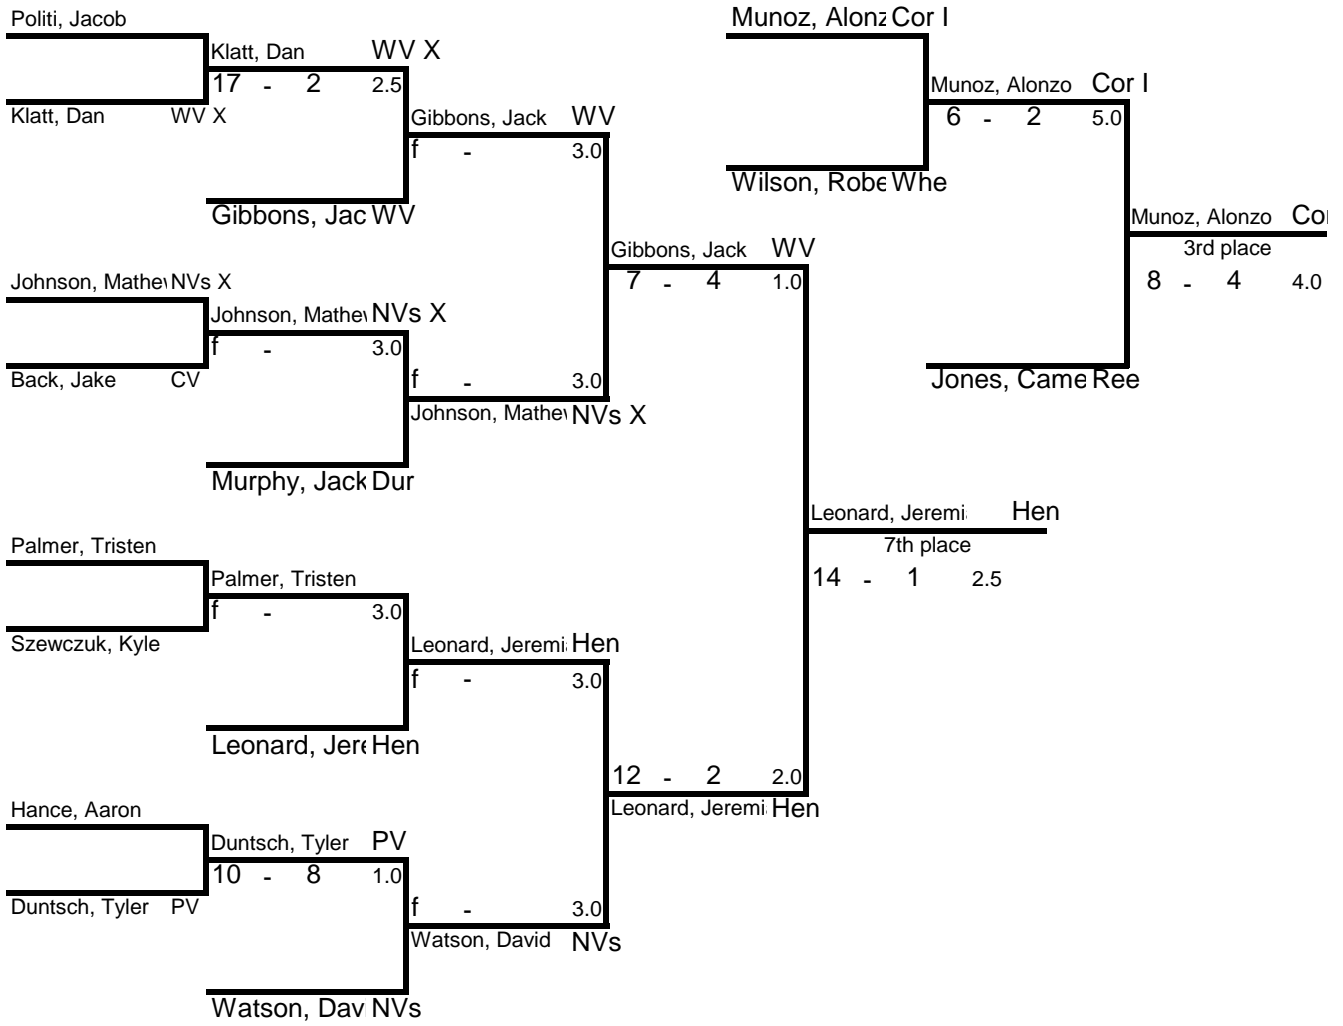 Politi, Jacob
Klatt, Dan WV X
17 - 2 2.5
Klatt, Dan WV X
Gibbons, Jack WV
f - 3.0
Gibbons, Jac WV
Johnson, Mathe NVs X
Johnson, Mathe NVs X
f - 3.0
Back, Jake CV
f - 3.0
Johnson, Mathe NVs X
Murphy, Jack Dur
Gibbons, Jack WV
7 - 4 1.0
Palmer, Tristen
Palmer, Tristen
f - 3.0
Szewczuk, Kyle
Leonard, Jeremi Hen
f - 3.0
Leonard, Jere Hen
12 - 2 2.0
Leonard, Jeremi Hen
Hance, Aaron
Duntsch, Tyler PV
10 - 8 1.0
Duntsch, Tyler PV
f - 3.0
Watson, David NVs
Watson, Dav NVs
Leonard, Jeremi Hen
7th place
14 - 1 2.5
Munoz, Alonz Cor I
Munoz, Alonzo Cor I
6 - 2 5.0
Wilson, Robe Whe
Munoz, Alonzo Cor
3rd place
8 - 4 4.0
Jones, Came Ree